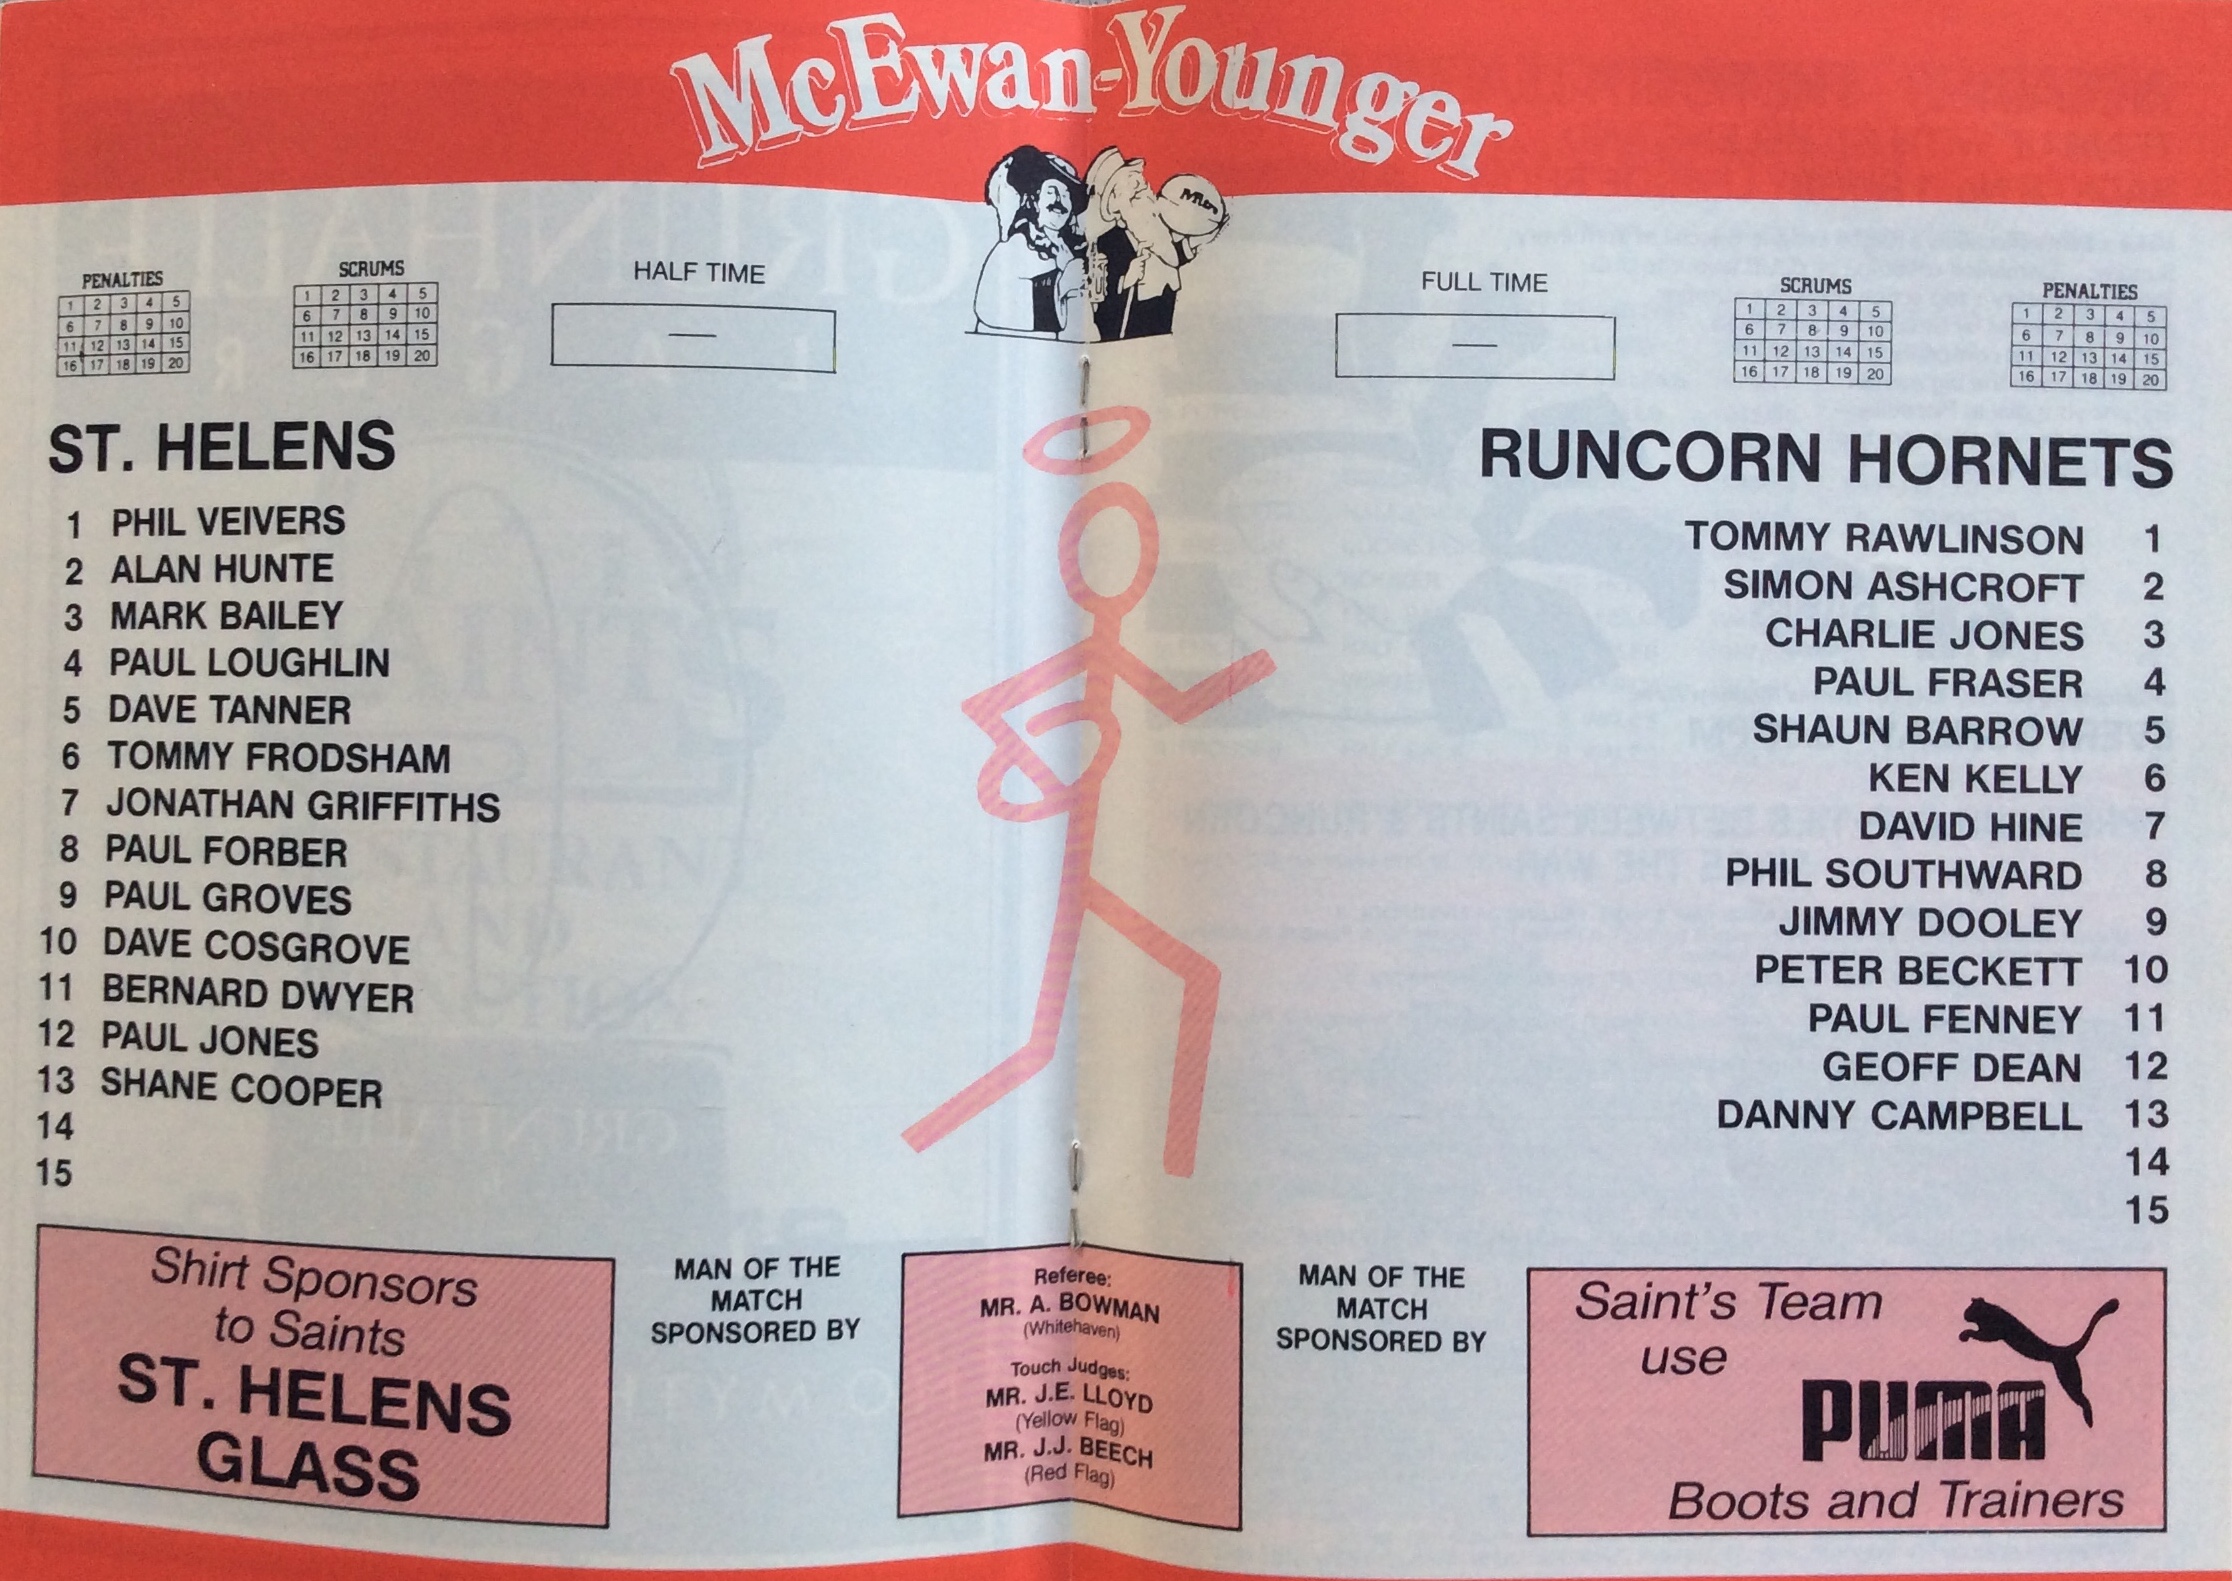 McEwan-Younger
PENALTIES
1 2 3 4 5
6 7 8 9 10
11 12 13 14 15
16 17 18 19 20
SCRUMS
1 2 3 4 5
6 7 8 9 10
11 12 13 14 15
16 17 18 19 20
HALF TIME
—
FULL TIME
—
SCRUMS
1 2 3 4 5
6 7 8 9 10
11 12 13 14 15
16 17 18 19 20
PENALTIES
1 2 3 4 5
6 7 8 9 10
11 12 13 14 15
16 17 18 19 20
ST. HELENS
1 PHIL VEIVERS
2 ALAN HUNTE
3 MARK BAILEY
4 PAUL LOUGHLIN
5 DAVE TANNER
6 TOMMY FRODSHAM
7 JONATHAN GRIFFITHS
8 PAUL FORBER
9 PAUL GROVES
10 DAVE COSGROVE
11 BERNARD DWYER
12 PAUL JONES
13 SHANE COOPER
14
15
RUNCORN HORNETS
TOMMY RAWLINSON 1
SIMON ASHCROFT 2
CHARLIE JONES 3
PAUL FRASER 4
SHAUN BARROW 5
KEN KELLY 6
DAVID HINE 7
PHIL SOUTHWARD 8
JIMMY DOOLEY 9
PETER BECKETT 10
PAUL FENNEY 11
GEOFF DEAN 12
DANNY CAMPBELL 13
14
15
Shirt Sponsors
to Saints
ST. HELENS
GLASS
MAN OF THE
MATCH
SPONSORED BY
Referee:
MR. A. BOWMAN
(Whitehaven)
Touch Judges:
MR. J.E. LLOYD
(Yellow Flag)
MR. J.J. BEECH
(Red Flag)
MAN OF THE
MATCH
SPONSORED BY
Saint's Team
use
PUMA
Boots and Trainers